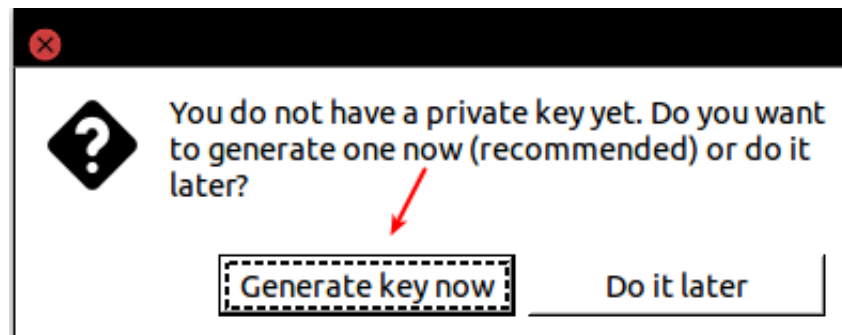 You do not have a private key yet. Do you want
to generate one now (recommended) or do it
later?
Generate key now
Do it later